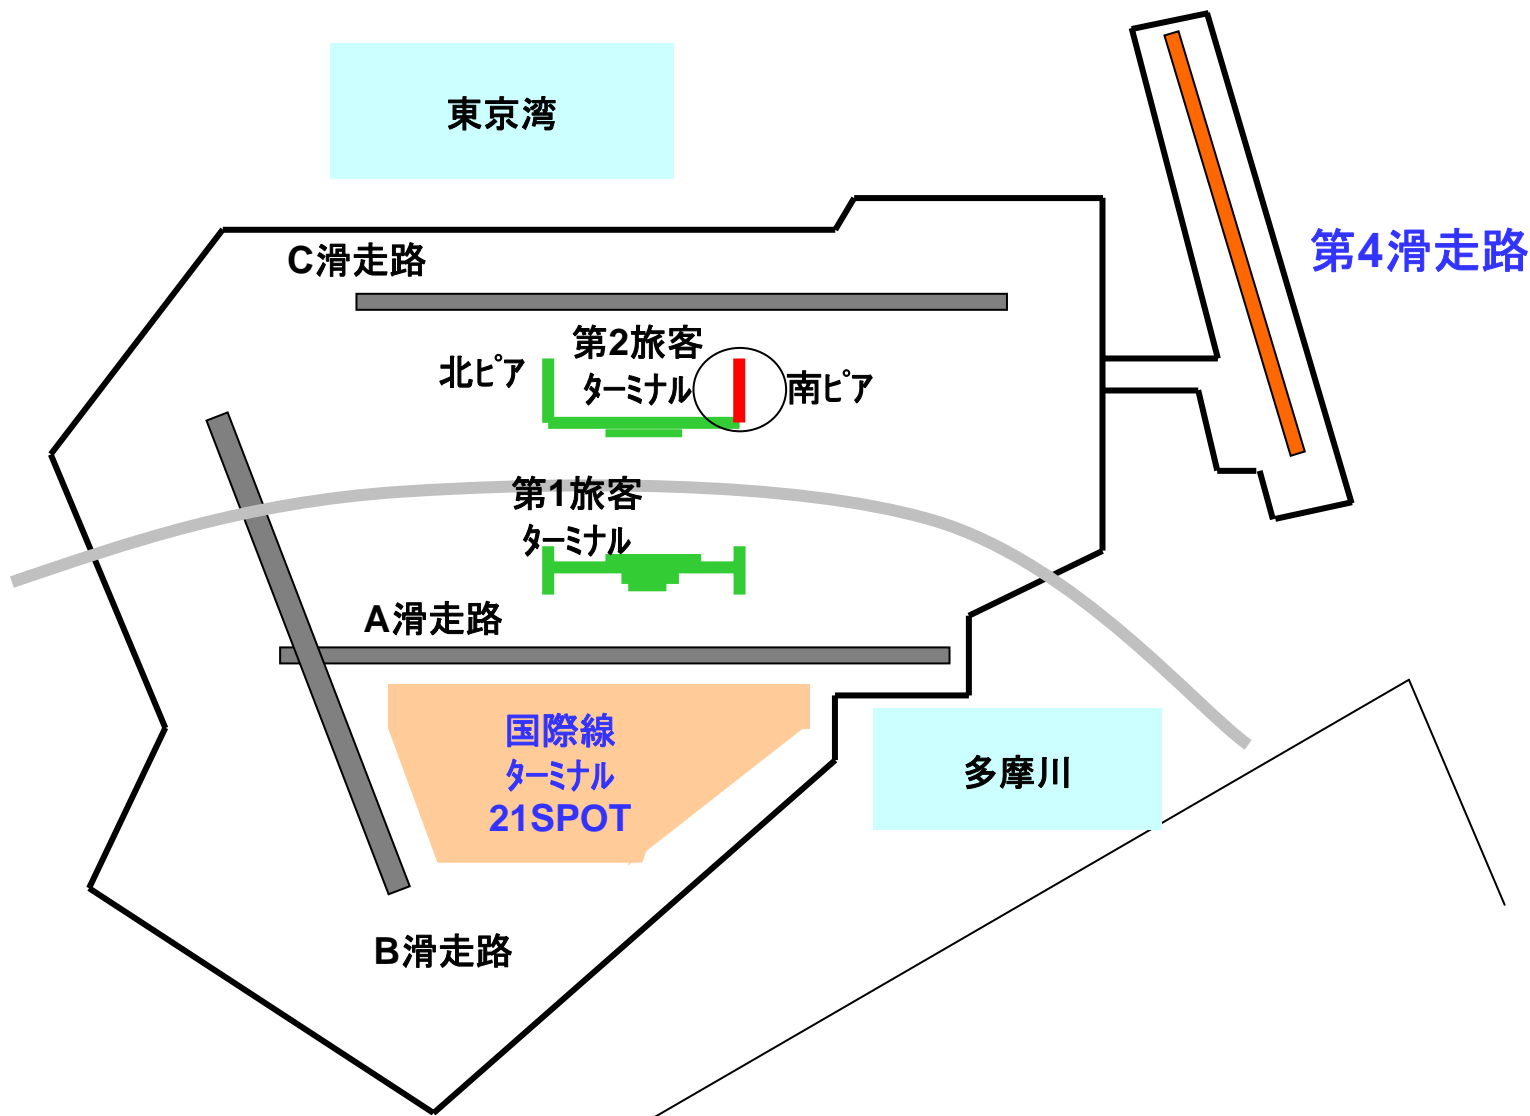 東京湾
第4滑走路
C滑走路
第2旅客
ﾀｰﾐﾅﾙ
北ﾋﾟｱ
南ﾋﾟｱ
第1旅客
ﾀｰﾐﾅﾙ
A滑走路
国際線
ﾀｰﾐﾅﾙ
21SPOT
多摩川
B滑走路